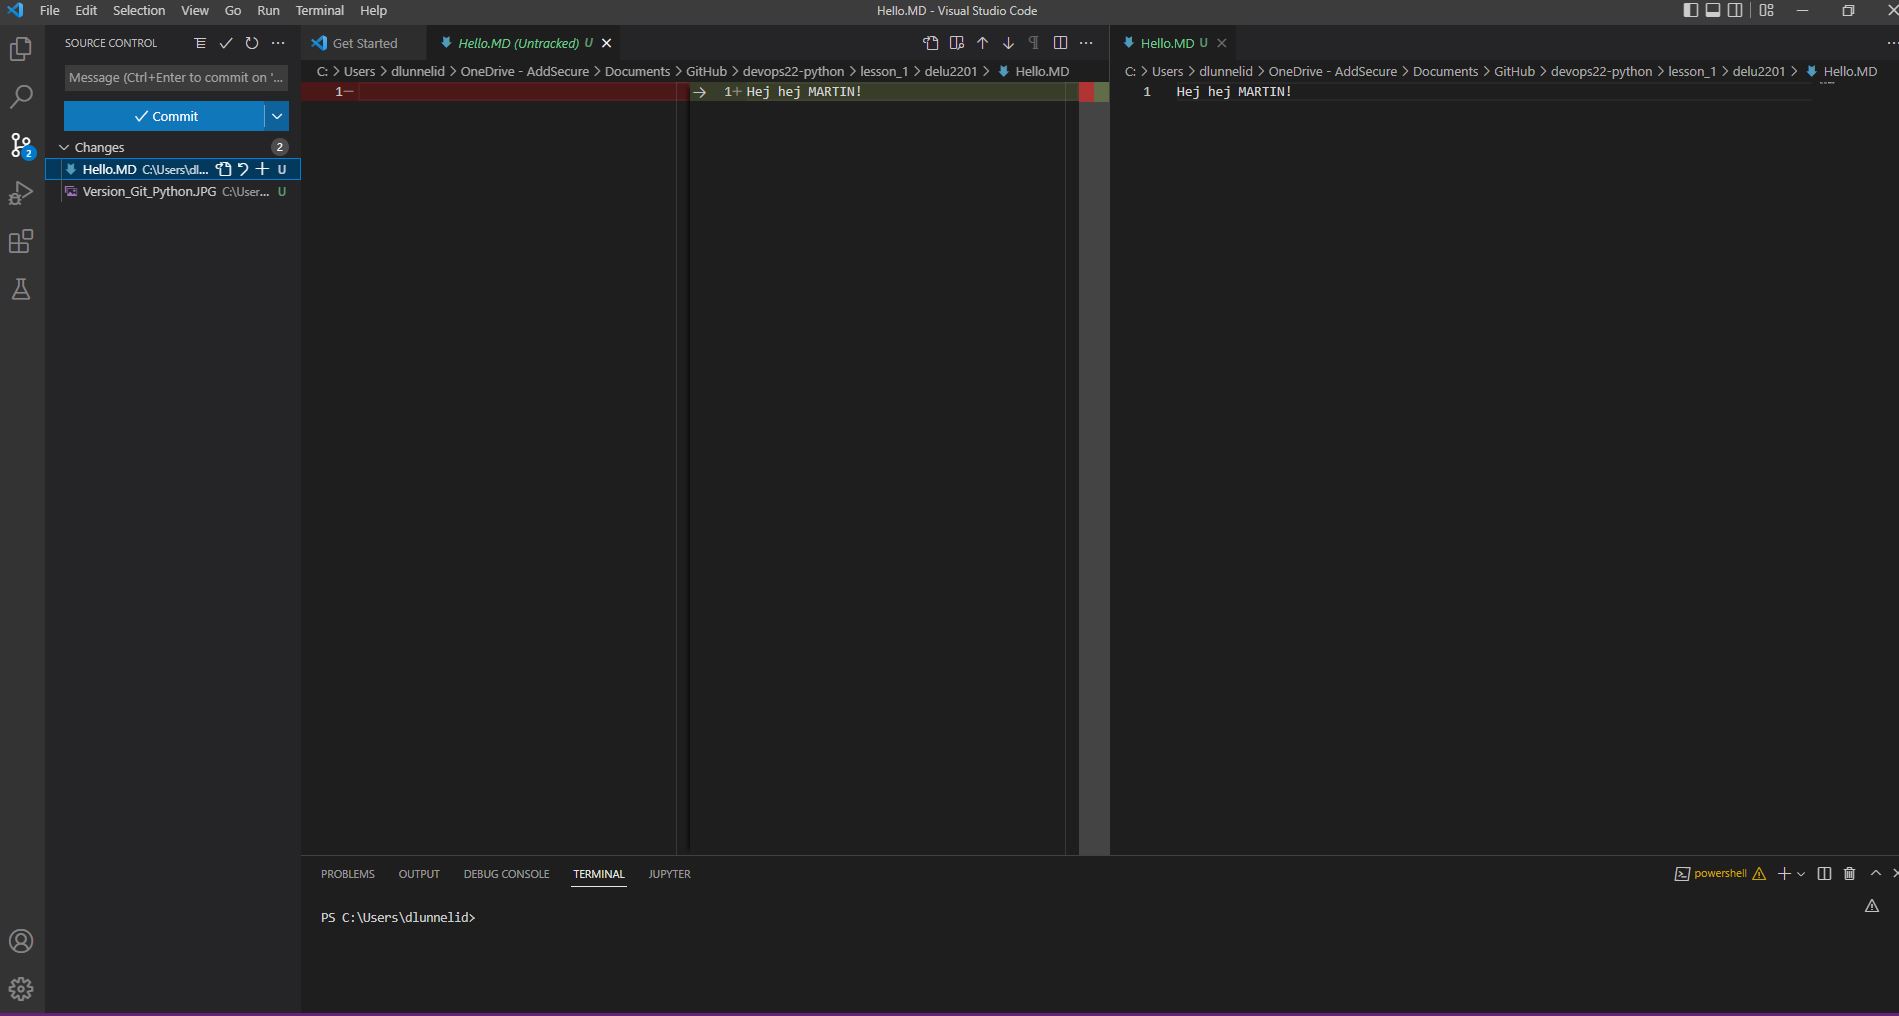 File Edit Selection View Go Run Terminal Help
Hello.MD - Visual Studio Code
SOURCE CONTROL
Message (Ctrl+Enter to commit on '...
Commit
Changes 2
Hello.MD C:\Users\dl... U
Version_Git_Python.JPG C:\User... U
2
Get Started
Hello.MD (Untracked) U
C: > Users > dlunnelid > OneDrive - AddSecure > Documents > GitHub > devops22-python > lesson_1 > delu2201 > Hello.MD
1− → 1+ Hej hej MARTIN!
Hello.MD U
C: > Users > dlunnelid > OneDrive - AddSecure > Documents > GitHub > devops22-python > lesson_1 > delu2201 > Hello.MD
1 Hej hej MARTIN!
PROBLEMS OUTPUT DEBUG CONSOLE TERMINAL JUPYTER
powershell
PS C:\Users\dlunnelid>